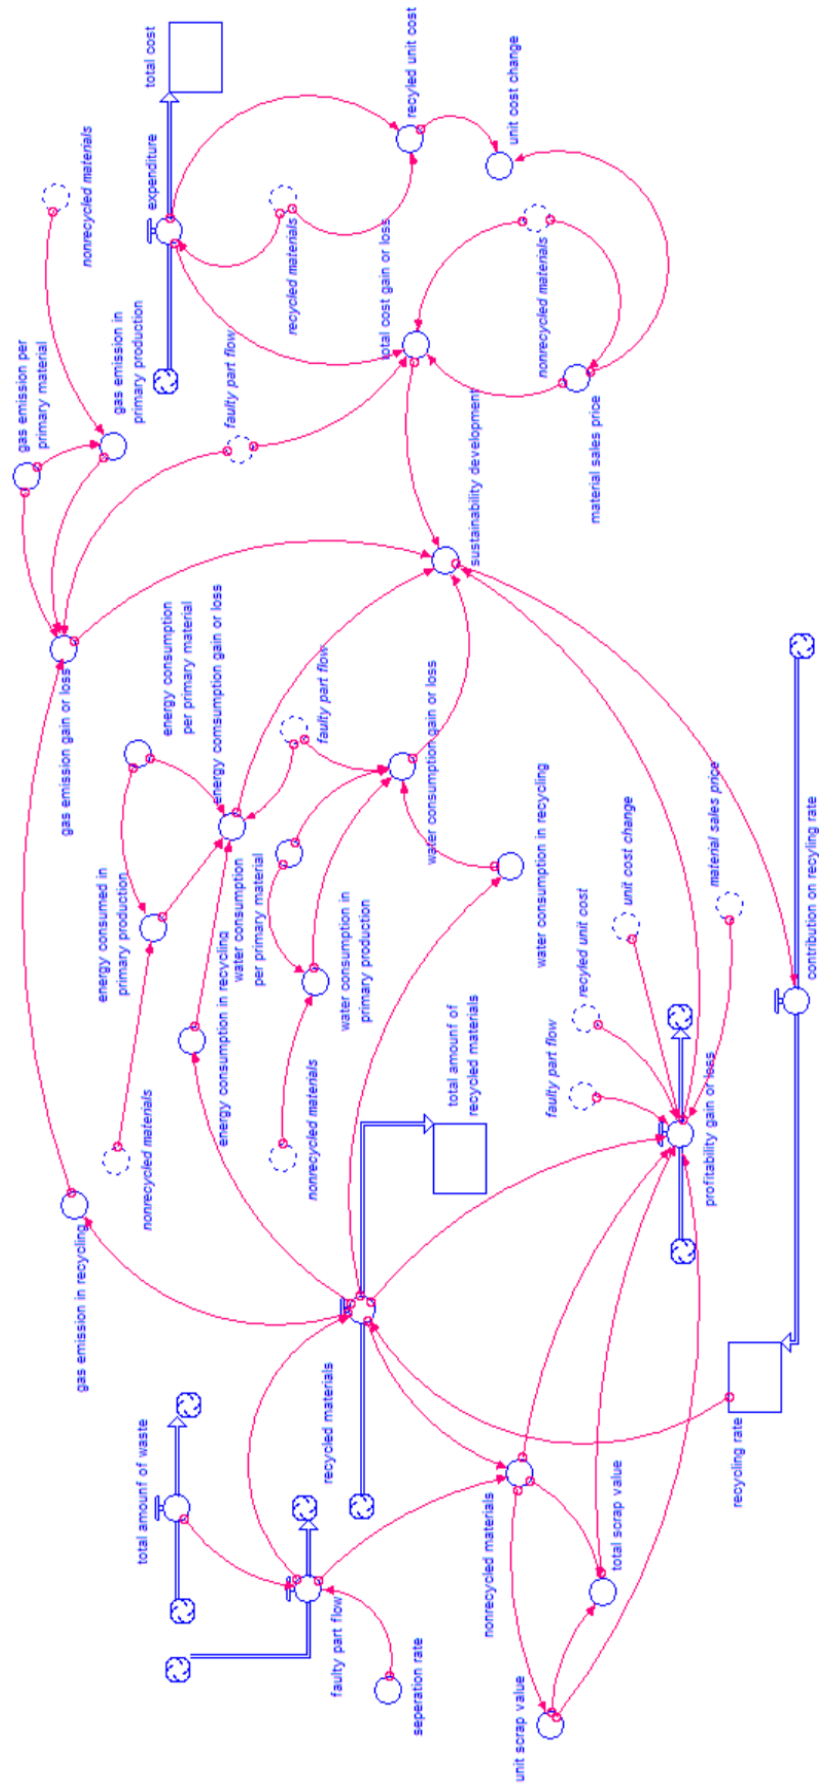 gas emission per
primary material
nonrecycled materials
gas emission gain or loss
gas emission in recycling
gas emission in
primary production
total cost
expenditure
energy consumed in
primary production
energy consumption
per primary material
total amounf of waste
nonrecycled materials
energy comsumption gain or loss
faulty part flow
energy consumption in recycling
water consumption
per primary material
recycled materials
faulty part flow
nonrecycled materials
water consumption in
primary production
recycled materials
faulty part flow
total cost gain or loss
recyled unit cost
seperation rate
water consumption gain or loss
total amounf of
recycled materials
sustainability development
nonrecycled materials
nonrecycled materials
unit cost change
unit scrap value
water consumption in recycling
faulty part flow
recyled unit cost
material sales price
total scrap value
unit cost change
profitability gain or loss
material sales price
recycling rate
contribution on recyling rate